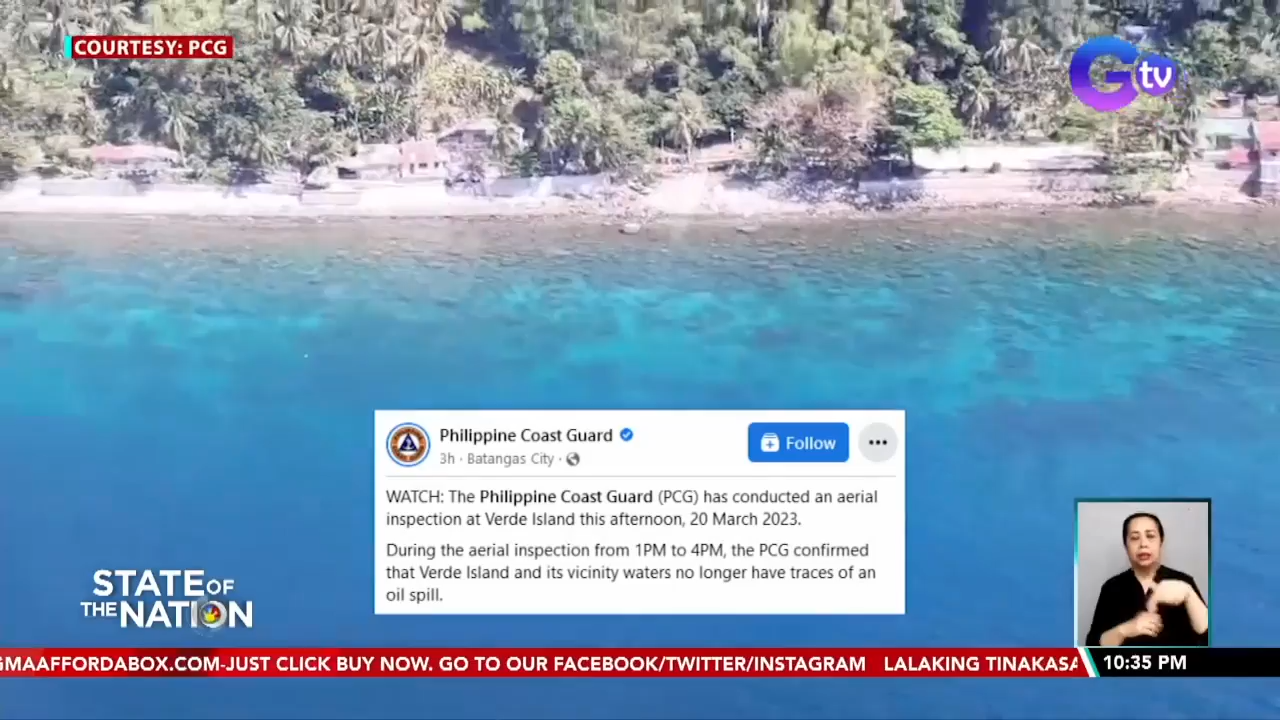 COURTESY: PCG
Gtv
Philippine Coast Guard
Follow
3h · Batangas City ·
WATCH: The Philippine Coast Guard (PCG) has conducted an aerial
inspection at Verde Island this afternoon, 20 March 2023.
During the aerial inspection from 1PM to 4PM, the PCG confirmed
that Verde Island and its vicinity waters no longer have traces of an
oil spill.
STATE OF
THE NATION
GMAAFFORDABOX.COM-JUST CLICK BUY NOW. GO TO OUR FACEBOOK/TWITTER/INSTAGRAM LALAKING TINAKASA
10:35 PM